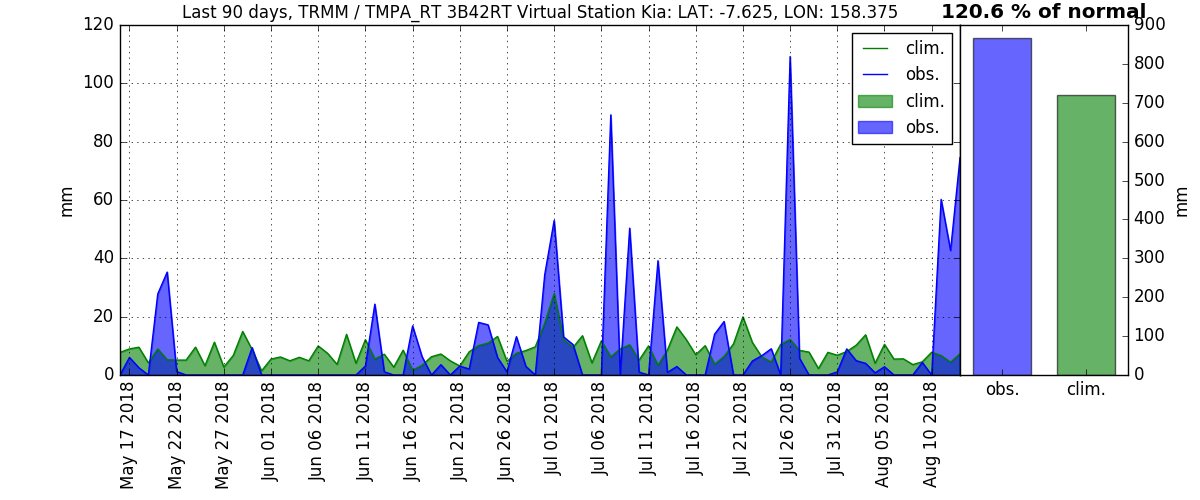 Last 90 days, TRMM / TMPA_RT 3B42RT Virtual Station Kia: LAT: -7.625, LON: 158.375
120.6 % of normal
120
100
80
60
40
20
0
mm
clim.
obs.
clim.
obs.
900
800
700
600
500
400
300
200
100
0
mm
May 17 2018
May 22 2018
May 27 2018
Jun 01 2018
Jun 06 2018
Jun 11 2018
Jun 16 2018
Jun 21 2018
Jun 26 2018
Jul 01 2018
Jul 06 2018
Jul 11 2018
Jul 16 2018
Jul 21 2018
Jul 26 2018
Jul 31 2018
Aug 05 2018
Aug 10 2018
obs.
clim.